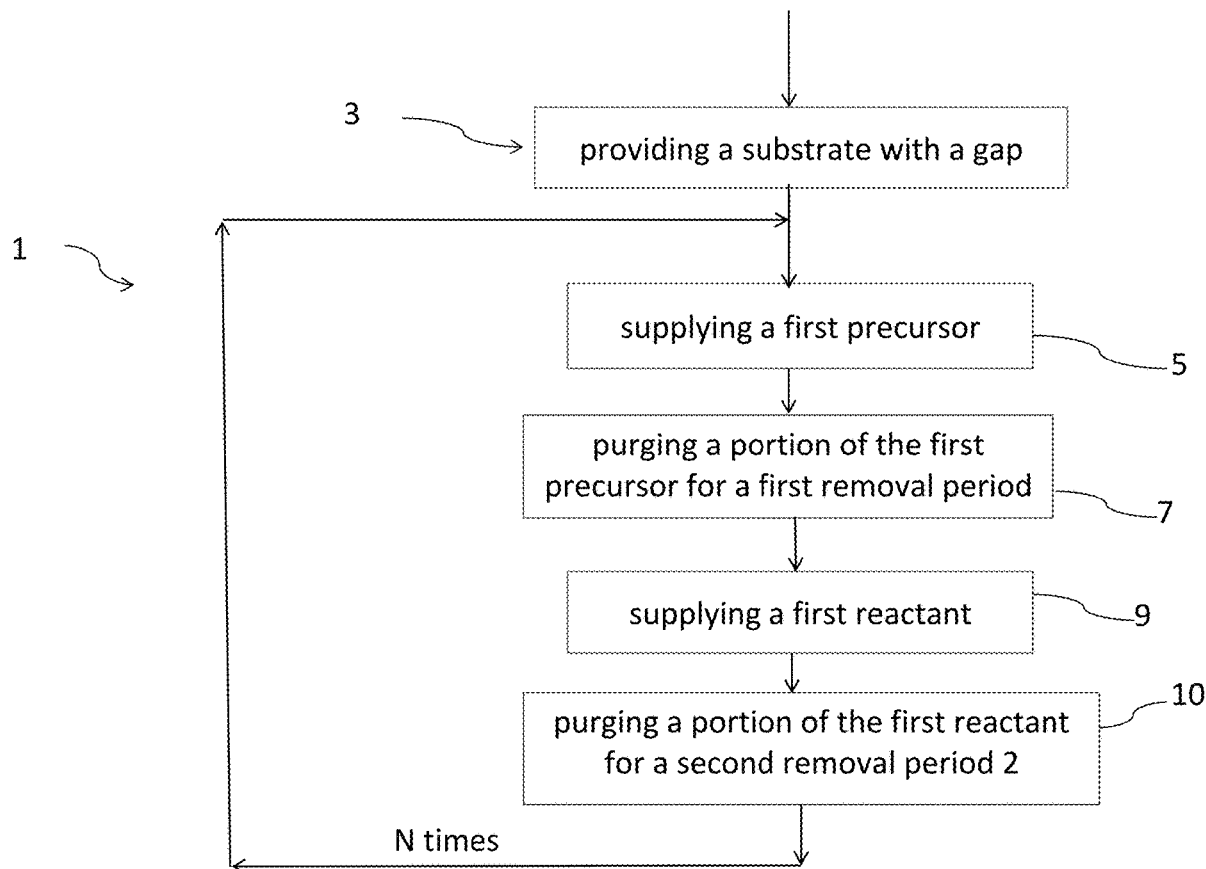 3
providing a substrate with a gap
1
supplying a first precursor
5
purging a portion of the first
precursor for a first removal period
7
supplying a first reactant
9
10
purging a portion of the first reactant
for a second removal period 2
N times